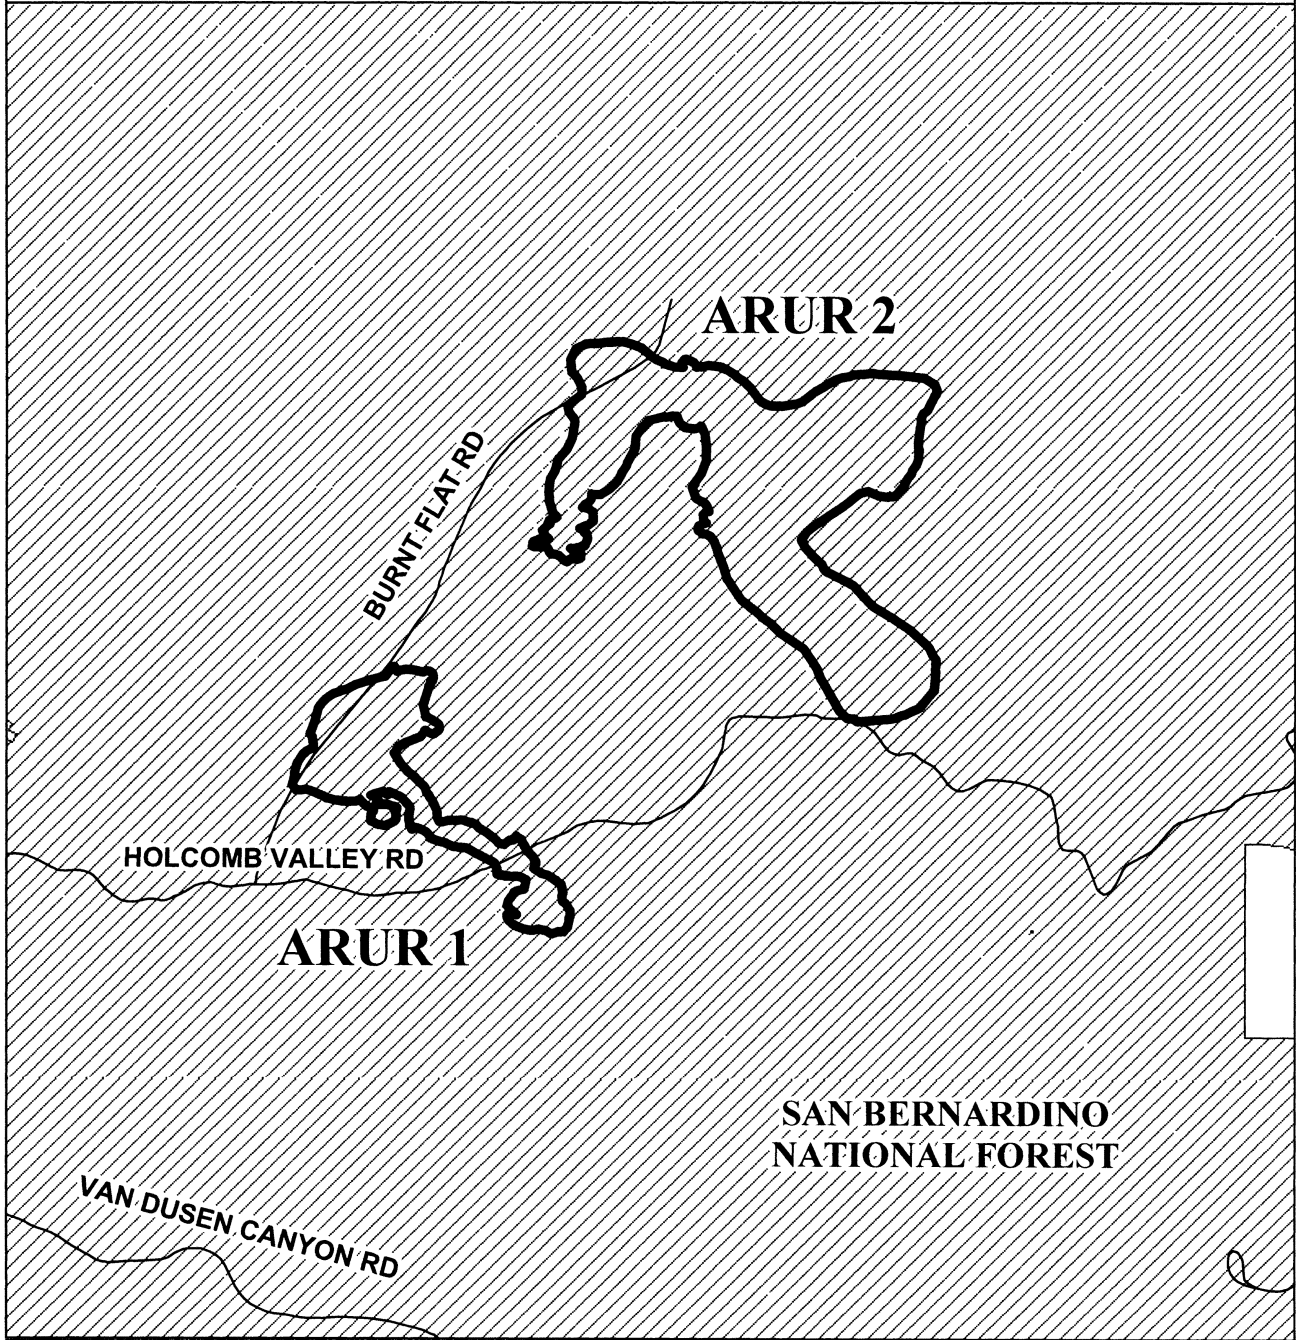 ARUR 2
BURNT FLAT RD
HOLCOMB VALLEY RD
ARUR 1
SAN BERNARDINO
NATIONAL FOREST
VAN DUSEN CANYON RD